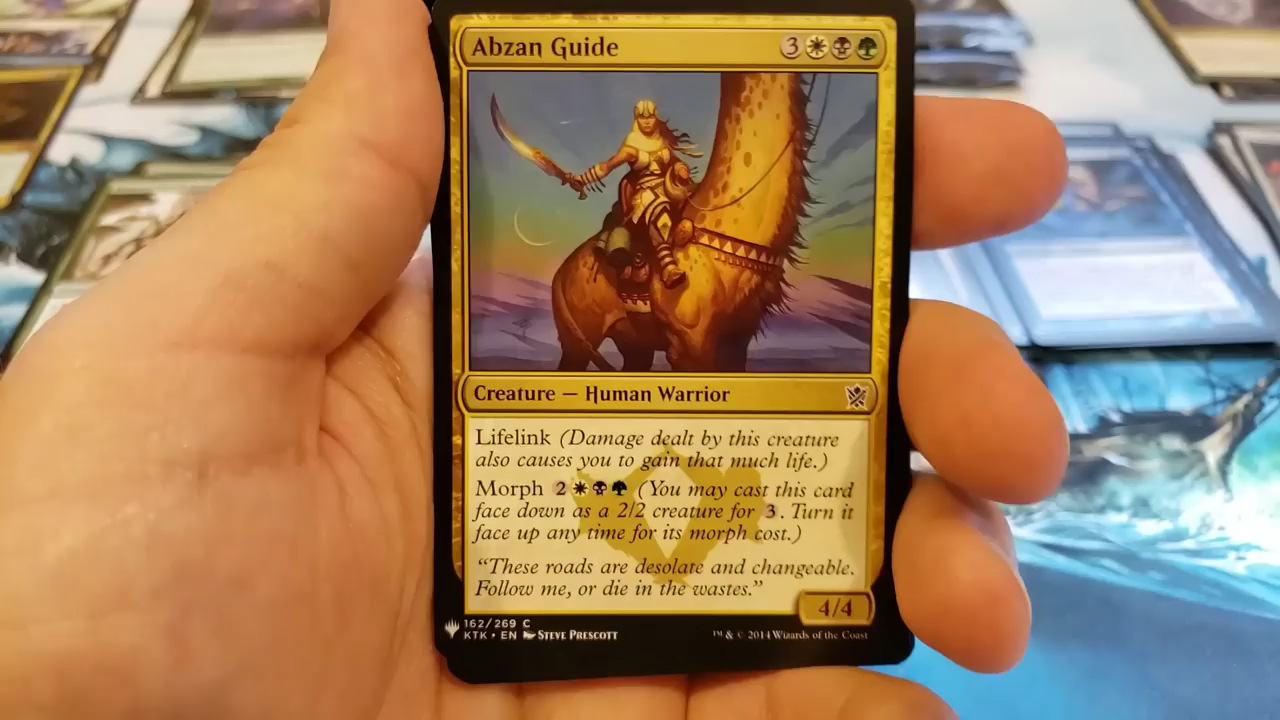 Abzan Guide 3
Creature — Human Warrior
Lifelink (Damage dealt by this creature
also causes you to gain that much life.)
Morph 2 (You may cast this card
face down as a 2/2 creature for 3. Turn it
face up any time for its morph cost.)
“These roads are desolate and changeable.
Follow me, or die in the wastes.”
4/4
162/269 C
KTK • EN Steve Prescott
™ & © 2014 Wizards of the Coast